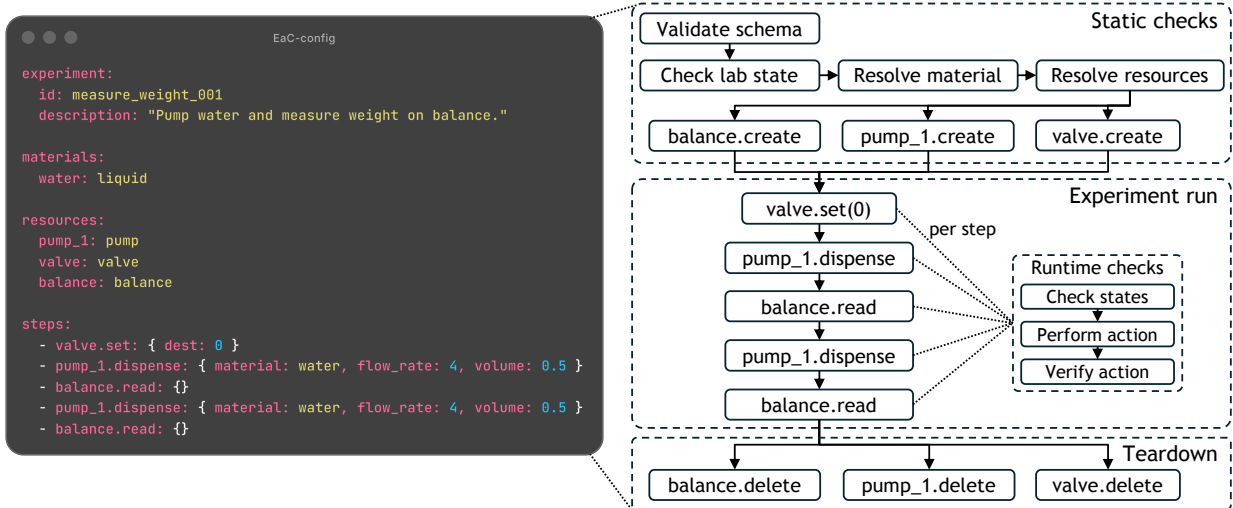 EaC-config
experiment:
  id: measure_weight_001
  description: "Pump water and measure weight on balance."
materials:
  water: liquid
resources:
  pump_1: pump
  valve: valve
  balance: balance
steps:
  - valve.set: { dest: 0 }
  - pump_1.dispense: { material: water, flow_rate: 4, volume: 0.5 }
  - balance.read: {}
  - pump_1.dispense: { material: water, flow_rate: 4, volume: 0.5 }
  - balance.read: {}
Static checks
Validate schema
Check lab state
Resolve material
Resolve resources
balance.create
pump_1.create
valve.create
Experiment run
valve.set(0)
per step
pump_1.dispense
balance.read
pump_1.dispense
balance.read
Runtime checks
Check states
Perform action
Verify action
Teardown
balance.delete
pump_1.delete
valve.delete